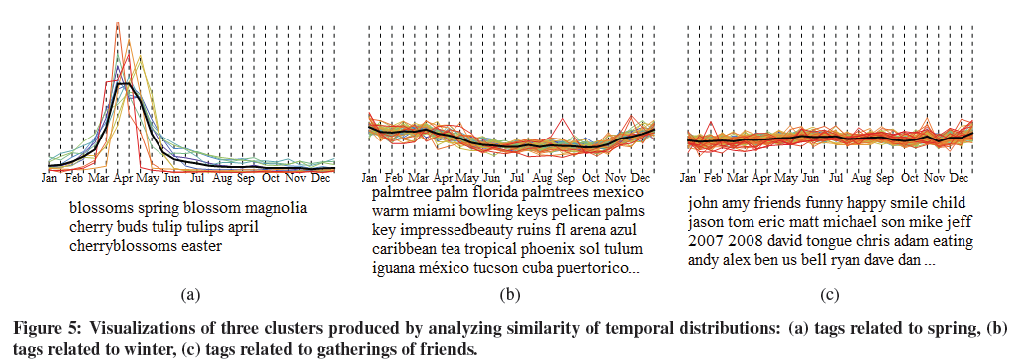 Jan Feb Mar Apr May Jun Jul Aug Sep Oct Nov Dec
blossoms spring blossom magnolia
cherry buds tulip tulips april
cherryblossoms easter
(a)
Jan Feb Mar Apr May Jun Jul Aug Sep Oct Nov Dec
palmtree palm florida palmtrees mexico
warm miami bowling keys pelican palms
key impressedbeauty ruins fl arena azul
caribbean tea tropical phoenix sol tulum
iguana méxico tucson cuba puertorico...
(b)
Jan Feb Mar Apr May Jun Jul Aug Sep Oct Nov Dec
john amy friends funny happy smile child
jason tom eric matt michael son mike jeff
2007 2008 david tongue chris adam eating
andy alex ben us bell ryan dave dan ...
(c)
Figure 5: Visualizations of three clusters produced by analyzing similarity of temporal distributions: (a) tags related to spring, (b)
tags related to winter, (c) tags related to gatherings of friends.